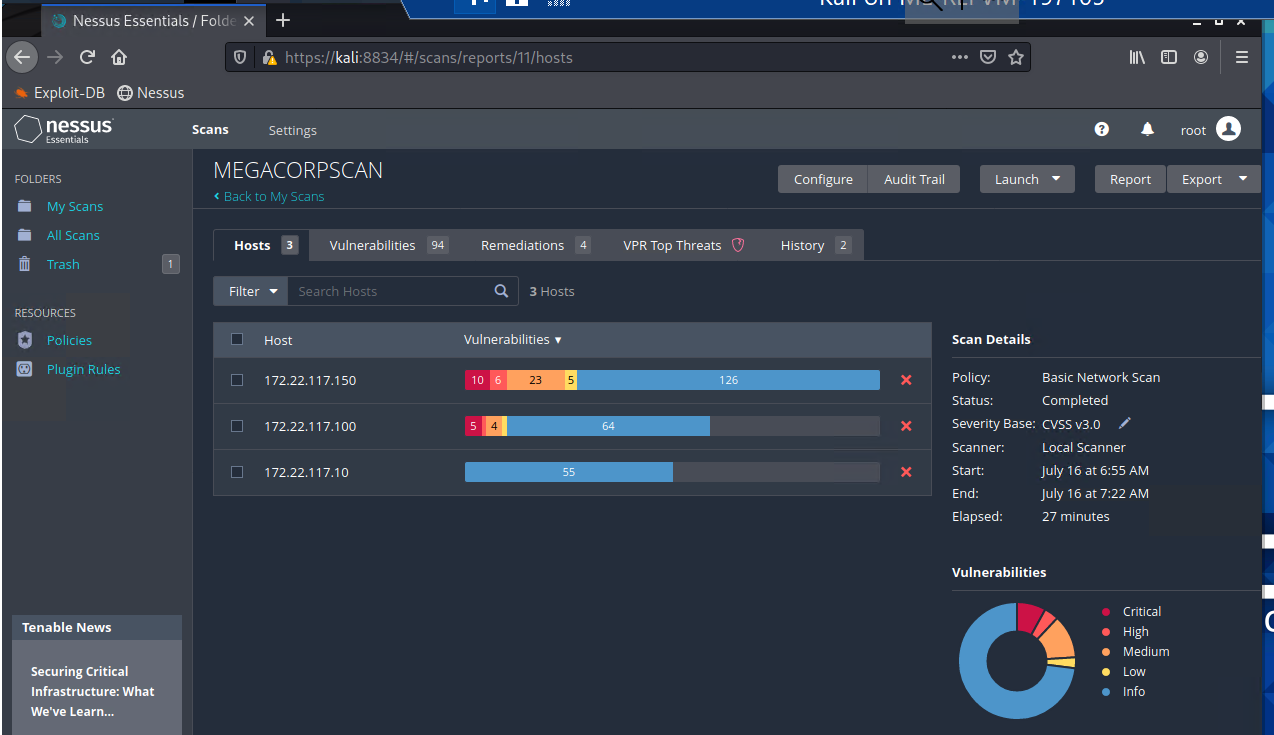 Nessus Essentials / Folde
Kali on
197105
https://kali:8834/#/scans/reports/11/hosts
Exploit-DB Nessus
nessus
Essentials
Scans Settings
root
FOLDERS
My Scans
All Scans
Trash 1
RESOURCES
Policies
Plugin Rules
Tenable News
Securing Critical
Infrastructure: What
We've Learn...
MEGACORPSCAN
Back to My Scans
Configure Audit Trail Launch Report Export
Hosts 3 Vulnerabilities 94 Remediations 4 VPR Top Threats History 2
Filter Search Hosts 3 Hosts
Host Vulnerabilities
172.22.117.150 10 6 23 5 126
172.22.117.100 5 4 64
172.22.117.10 55
Scan Details
Policy: Basic Network Scan
Status: Completed
Severity Base: CVSS v3.0
Scanner: Local Scanner
Start: July 16 at 6:55 AM
End: July 16 at 7:22 AM
Elapsed: 27 minutes
Vulnerabilities
Critical
High
Medium
Low
Info